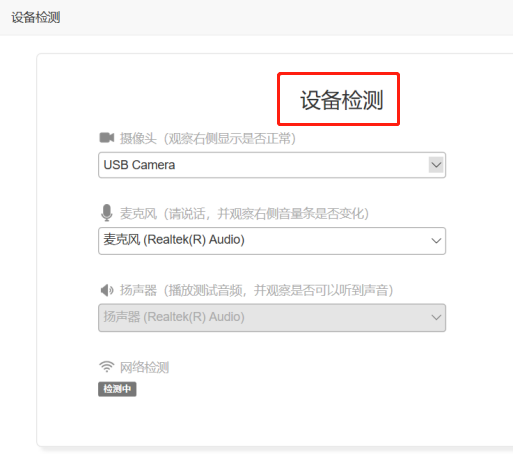 设备检测
设备检测
摄像头（观察右侧显示是否正常）
USB Camera
麦克风（请说话，并观察右侧音量条是否变化）
麦克风 (Realtek(R) Audio)
扬声器（播放测试音频，并观察是否可以听到声音）
扬声器 (Realtek(R) Audio)
网络检测
检测中